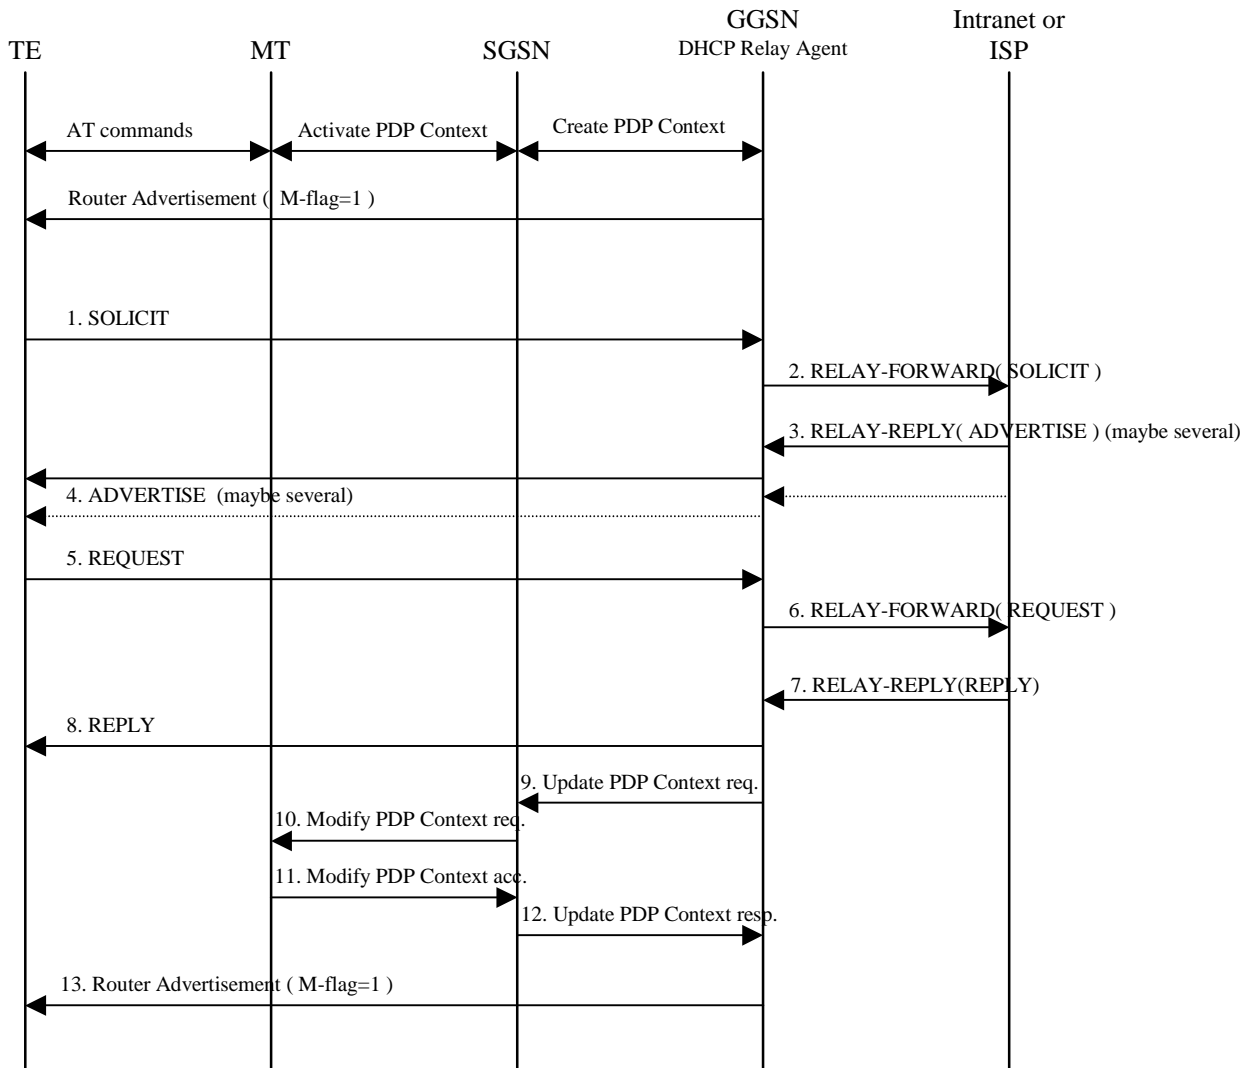 GGSN
Intranet or
TE
MT
SGSN
DHCP Relay Agent
ISP
AT commands
Activate PDP Context
Create PDP Context
Router Advertisement ( M-flag=1 )
1. SOLICIT
2. RELAY-FORWARD( SOLICIT )
3. RELAY-REPLY( ADVERTISE ) (maybe several)
4. ADVERTISE (maybe several)
5. REQUEST
6. RELAY-FORWARD( REQUEST )
7. RELAY-REPLY(REPLY)
8. REPLY
9. Update PDP Context req.
10. Modify PDP Context req.
11. Modify PDP Context acc.
12. Update PDP Context resp.
13. Router Advertisement ( M-flag=1 )